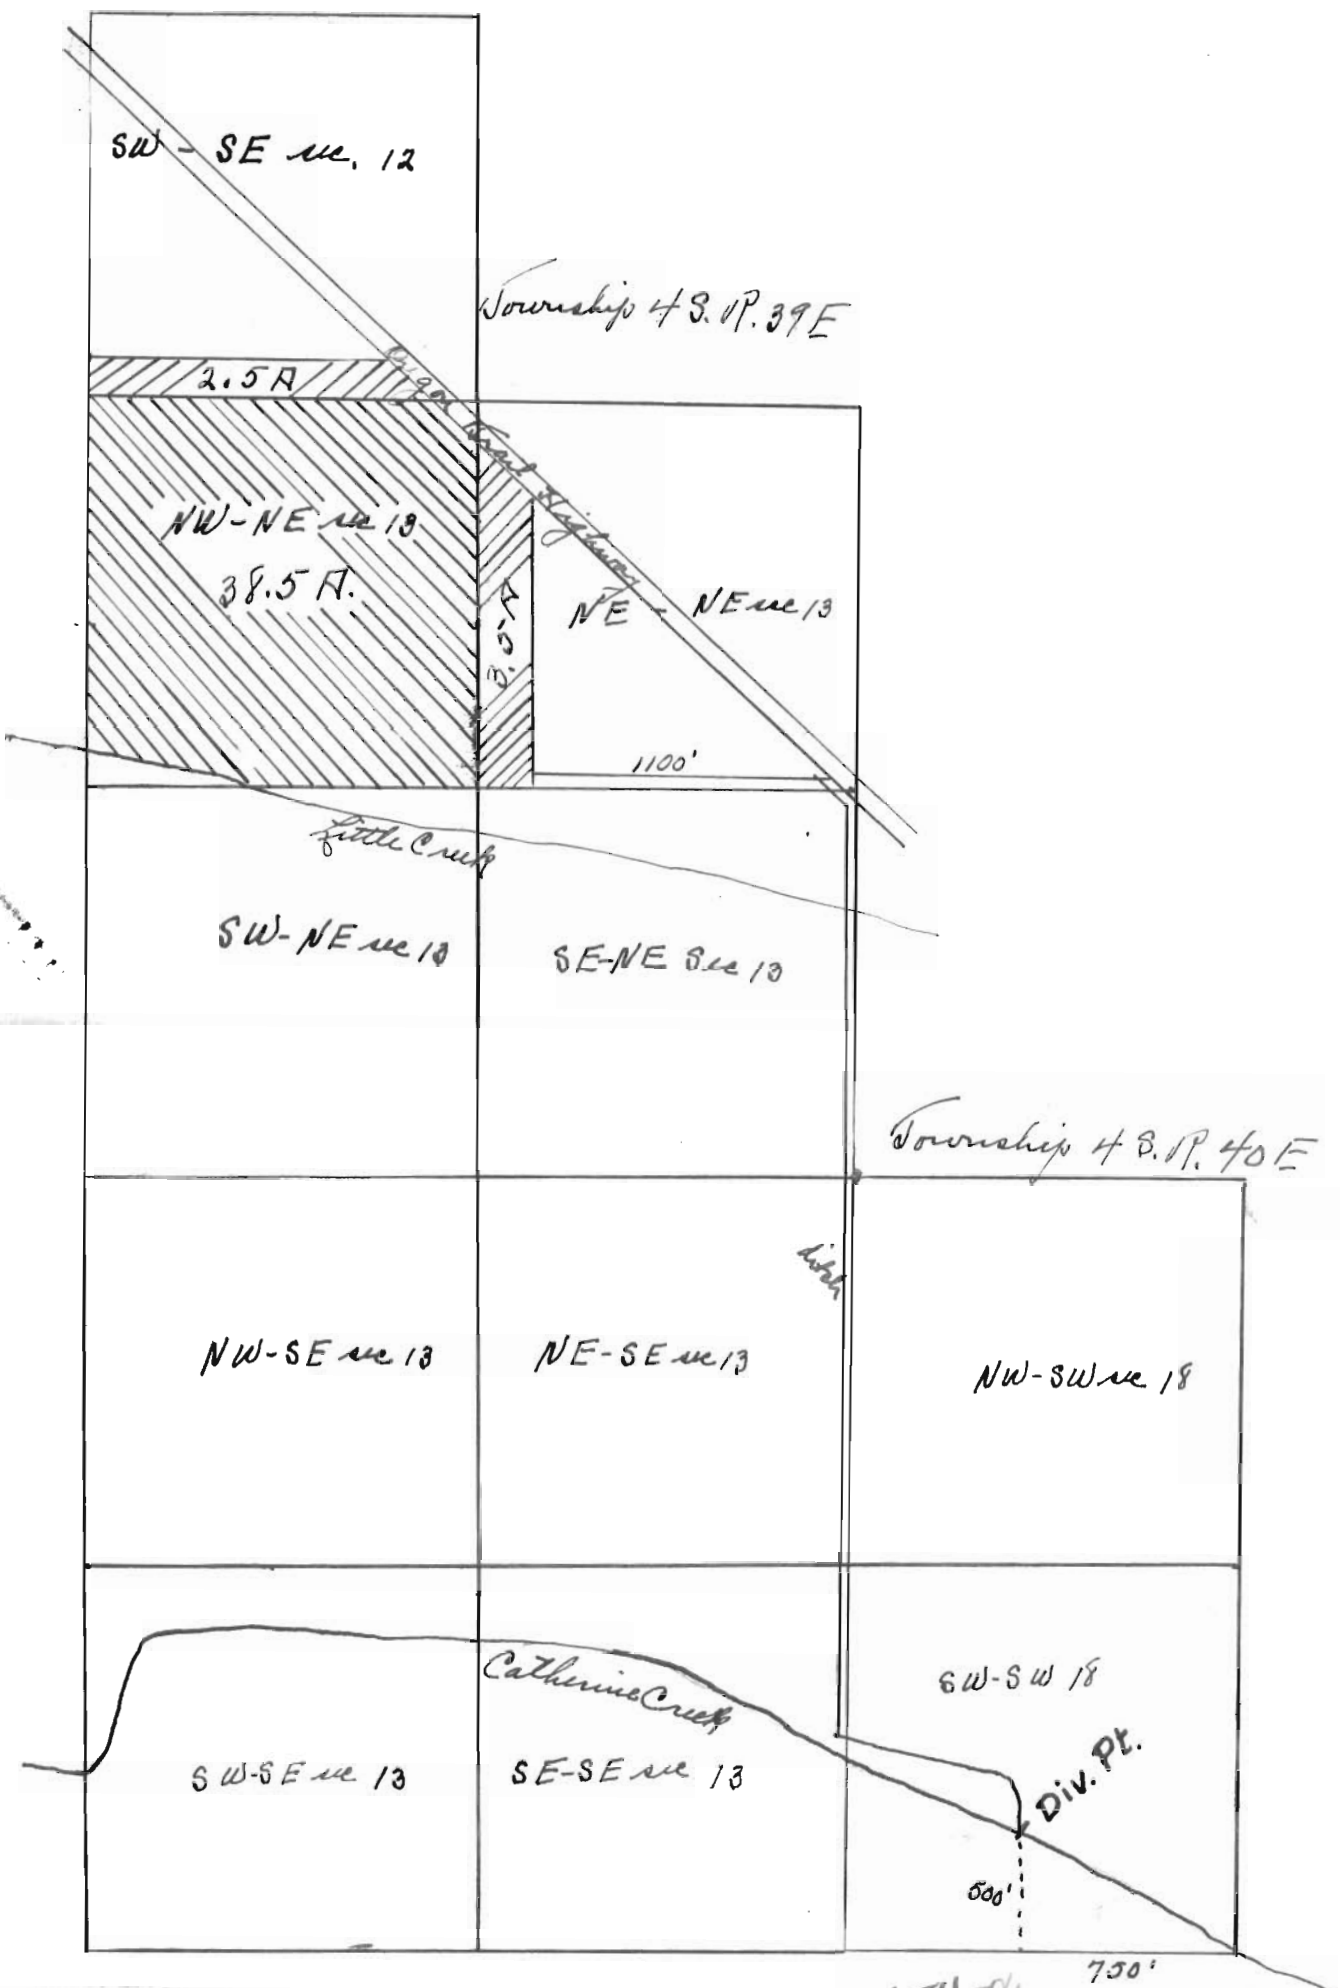 SW - SE sec. 12
Township 4 S. R. 39 E
2.5 A
Oregon Trail Highway
NW-NE sec 13
38.5 A.
3.0 A
NE - NE sec 13
1100'
Little Creek
SW-NE sec 13
SE-NE Sec 13
Township 4 S. R. 40 E
ditch
NW-SE sec 13
NE-SE sec 13
NW-SW sec 18
Catherine Creek
SW-SW 18
SW-SE sec 13
SE-SE sec 13
Div. Pt.
500'
750'